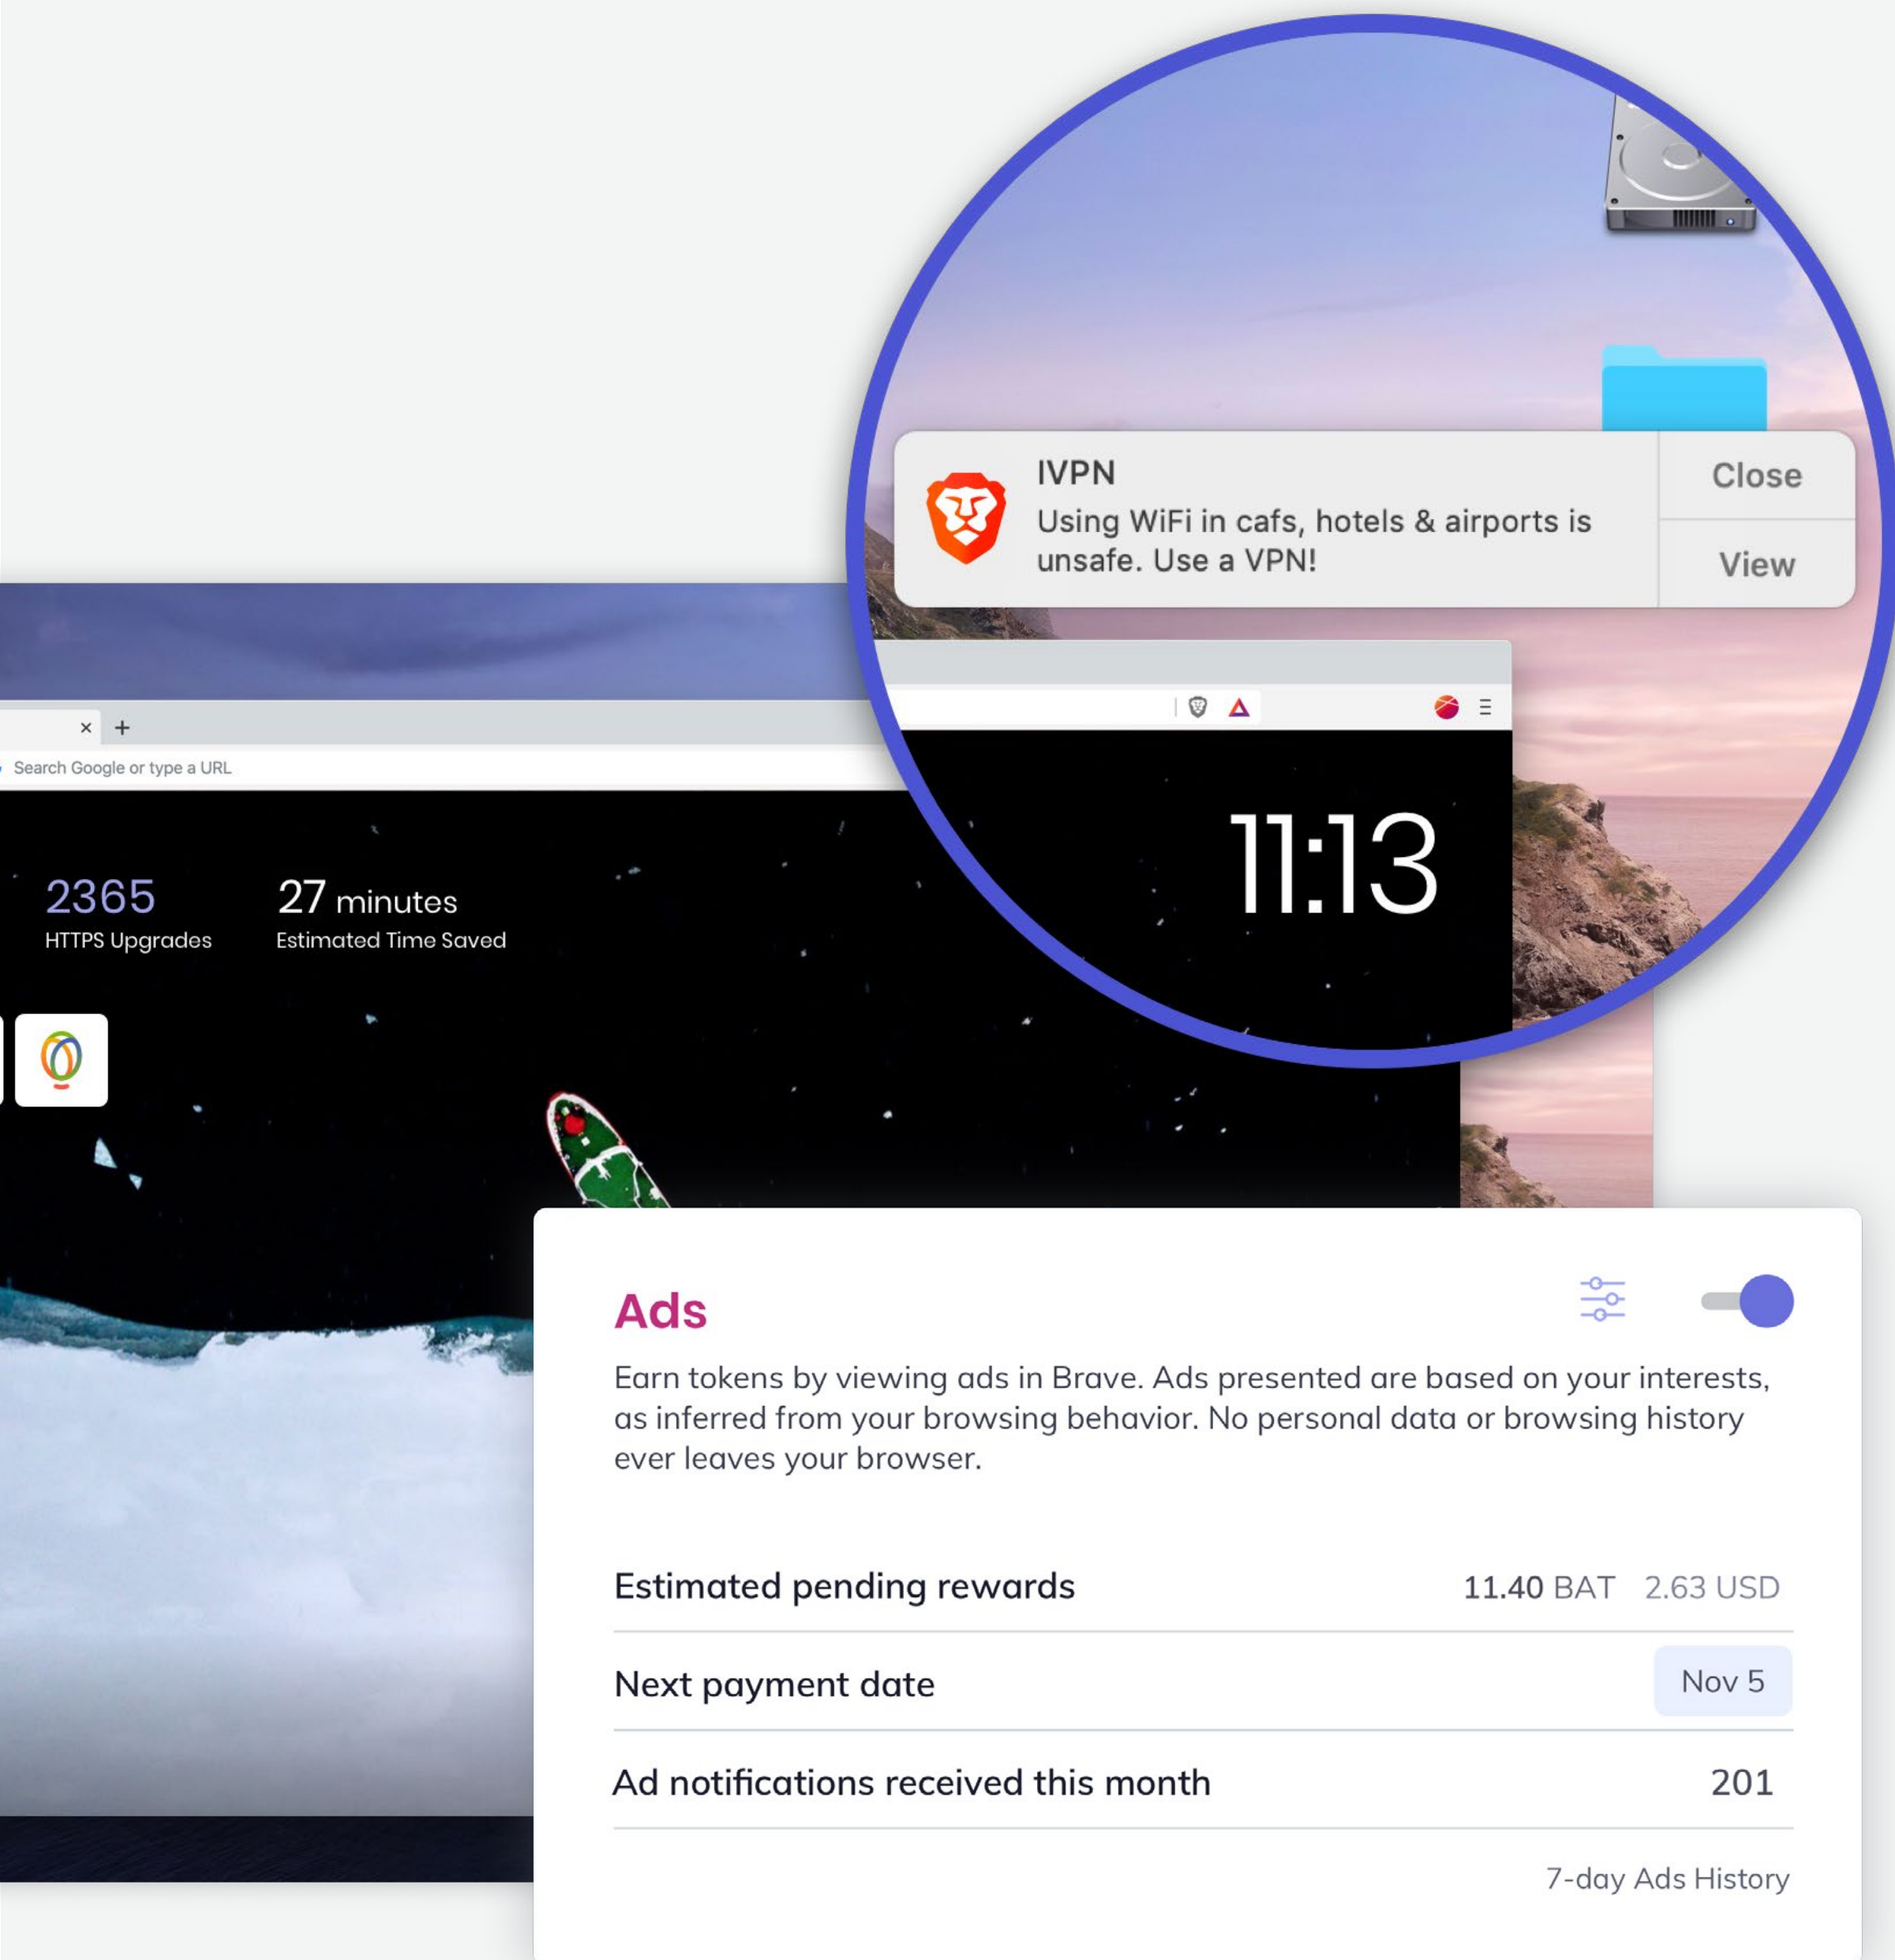 IVPN
Using WiFi in cafs, hotels & airports is
unsafe. Use a VPN!
Close
View
Search Google or type a URL
11:13
2365
HTTPS Upgrades
27 minutes
Estimated Time Saved
Ads
Earn tokens by viewing ads in Brave. Ads presented are based on your interests,
as inferred from your browsing behavior. No personal data or browsing history
ever leaves your browser.
Estimated pending rewards 11.40 BAT 2.63 USD
Next payment date Nov 5
Ad notifications received this month 201
7-day Ads History